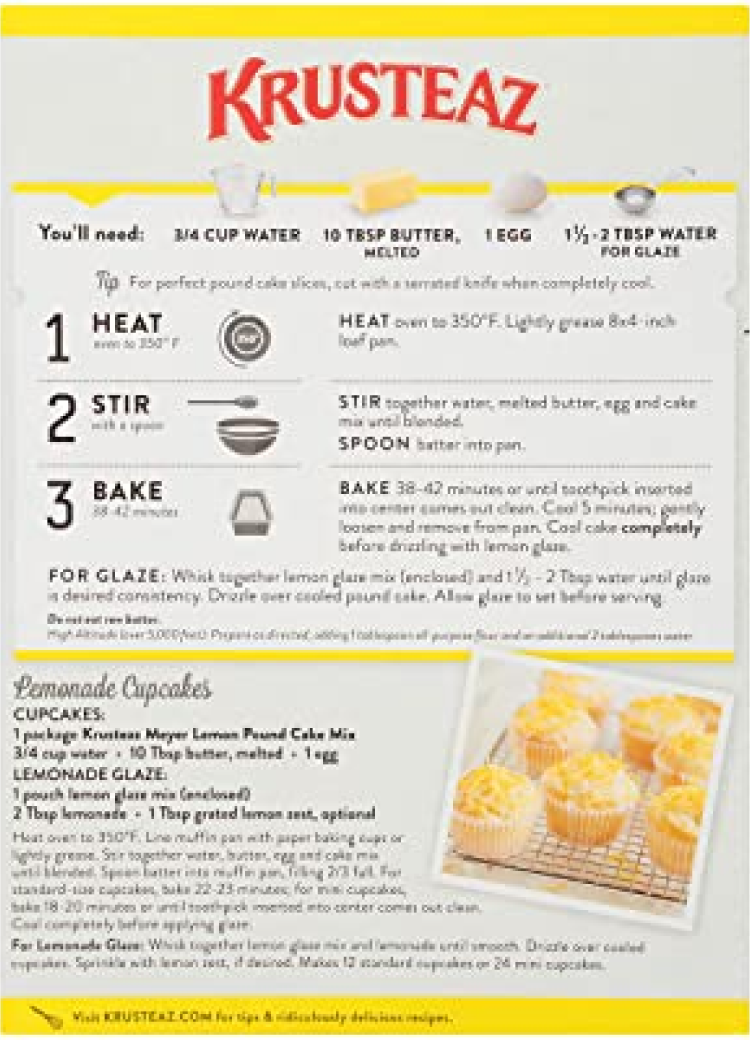 KRUSTEAZ
You'll need:
3/4 CUP WATER
10 TBSP BUTTER,
MELTED
1 EGG
1½ - 2 TBSP WATER
FOR GLAZE
Tip For perfect pound cake slices, cut with a serrated knife when completely cool.
1 HEAT
oven to 350°F
HEAT oven to 350°F. Lightly grease 8x4-inch
loaf pan.
2 STIR
with a spoon
STIR together water, melted butter, egg and cake
mix until blended.
SPOON batter into pan.
3 BAKE
38-42 minutes
BAKE 38-42 minutes or until toothpick inserted
into center comes out clean. Cool 5 minutes; gently
loosen and remove from pan. Cool cake completely
before drizzling with lemon glaze.
FOR GLAZE: Whisk together lemon glaze mix (enclosed) and 1½ - 2 Tbsp water until glaze
is desired consistency. Drizzle over cooled pound cake. Allow glaze to set before serving.
Do not eat raw batter.
High Altitude (over 5,000 feet): Prepare as directed, adding 1 tablespoon all-purpose flour and an additional 2 tablespoons water
Lemonade Cupcakes
CUPCAKES:
1 package Krusteaz Meyer Lemon Pound Cake Mix
3/4 cup water • 10 Tbsp butter, melted • 1 egg
LEMONADE GLAZE:
1 pouch lemon glaze mix (enclosed)
2 Tbsp lemonade • 1 Tbsp grated lemon zest, optional
Heat oven to 350°F. Line muffin pan with paper baking cups or
lightly grease. Stir together water, butter, egg and cake mix
until blended. Spoon batter into muffin pan, filling 2/3 full. For
standard-size cupcakes, bake 22-23 minutes; for mini cupcakes,
bake 18-20 minutes or until toothpick inserted into center comes out clean.
Cool completely before applying glaze.
For Lemonade Glaze: Whisk together lemon glaze mix and lemonade until smooth. Drizzle over cooled
cupcakes. Sprinkle with lemon zest, if desired. Makes 12 standard cupcakes or 24 mini cupcakes.
Visit KRUSTEAZ.COM for tips & ridiculously delicious recipes.